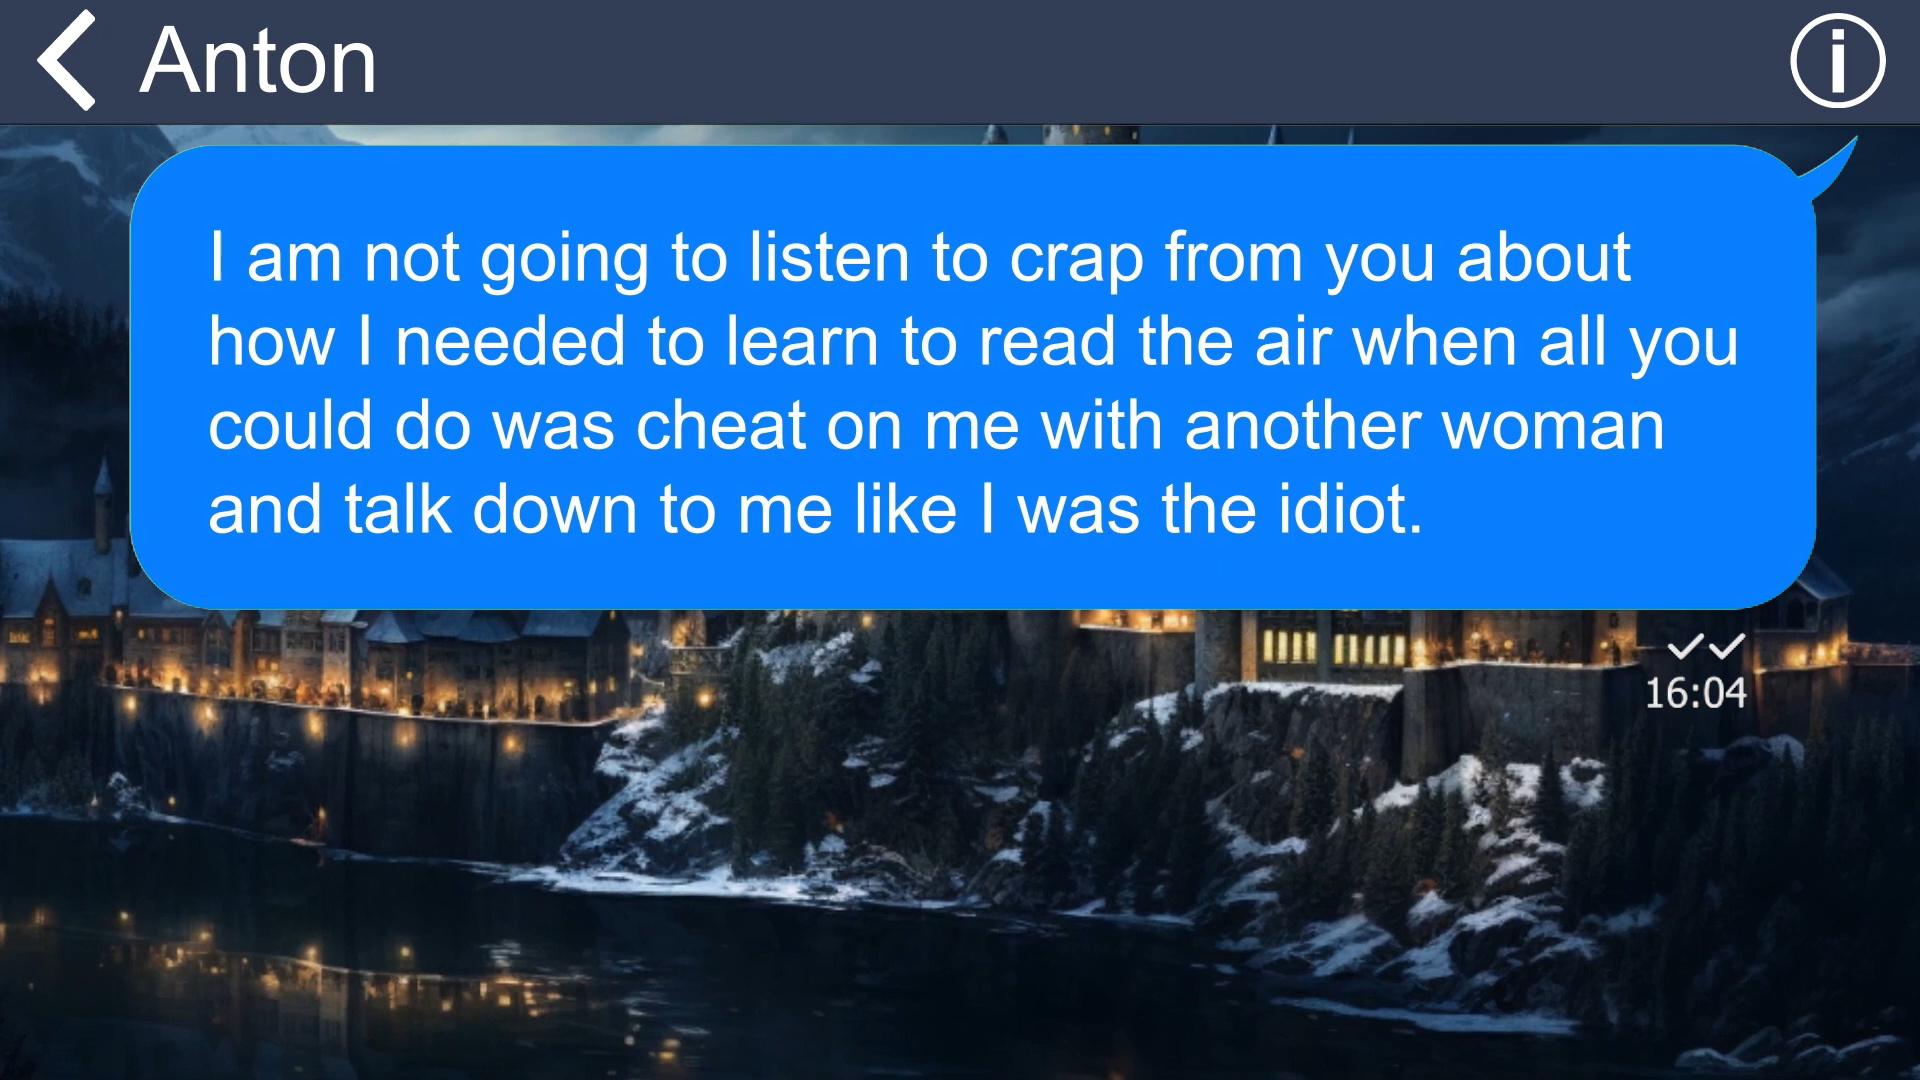 Anton
I am not going to listen to crap from you about
how I needed to learn to read the air when all you
could do was cheat on me with another woman
and talk down to me like I was the idiot.
16:04